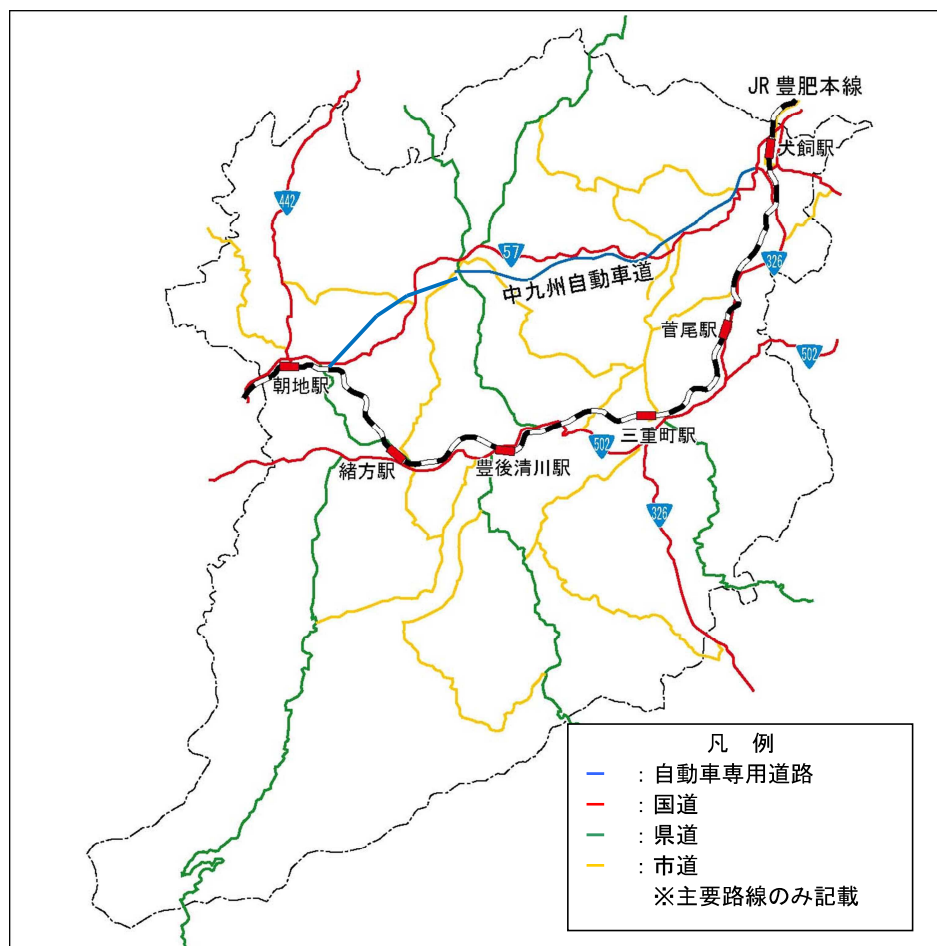 JR豊肥本線
犬飼駅
442
57
326
中九州自動車道
菅尾駅
502
朝地駅
三重町駅
502
緒方駅
豊後清川駅
326
凡 例
：自動車専用道路
：国道
：県道
：市道
※主要路線のみ記載